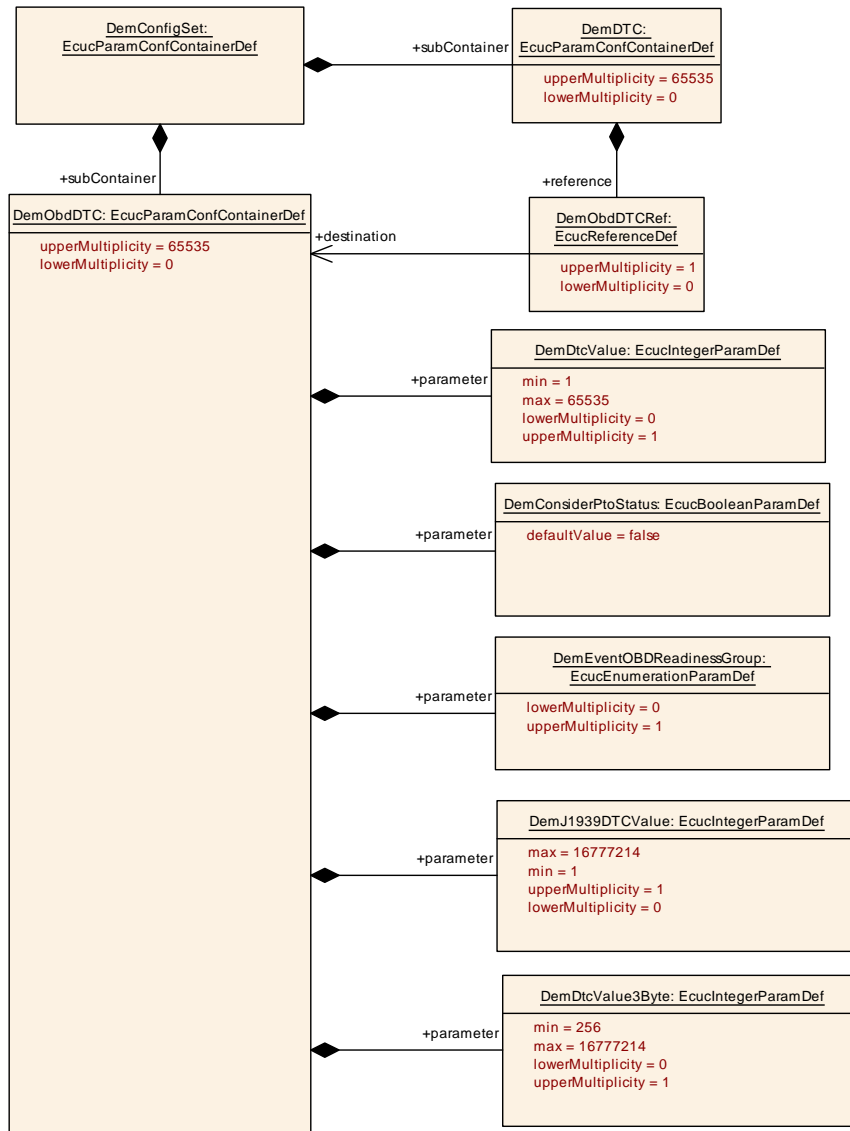 DemConfigSet:
EcucParamConfContainerDef
DemDTC:
EcucParamConfContainerDef
+subContainer
upperMultiplicity = 65535
lowerMultiplicity = 0
+subContainer
+reference
DemObdDTC: EcucParamConfContainerDef
upperMultiplicity = 65535
lowerMultiplicity = 0
+destination
DemObdDTCRef:
EcucReferenceDef
upperMultiplicity = 1
lowerMultiplicity = 0
+parameter
DemDtcValue: EcucIntegerParamDef
min = 1
max = 65535
lowerMultiplicity = 0
upperMultiplicity = 1
+parameter
DemConsiderPtoStatus: EcucBooleanParamDef
defaultValue = false
+parameter
DemEventOBDReadinessGroup:
EcucEnumerationParamDef
lowerMultiplicity = 0
upperMultiplicity = 1
+parameter
DemJ1939DTCValue: EcucIntegerParamDef
max = 16777214
min = 1
upperMultiplicity = 1
lowerMultiplicity = 0
+parameter
DemDtcValue3Byte: EcucIntegerParamDef
min = 256
max = 16777214
lowerMultiplicity = 0
upperMultiplicity = 1